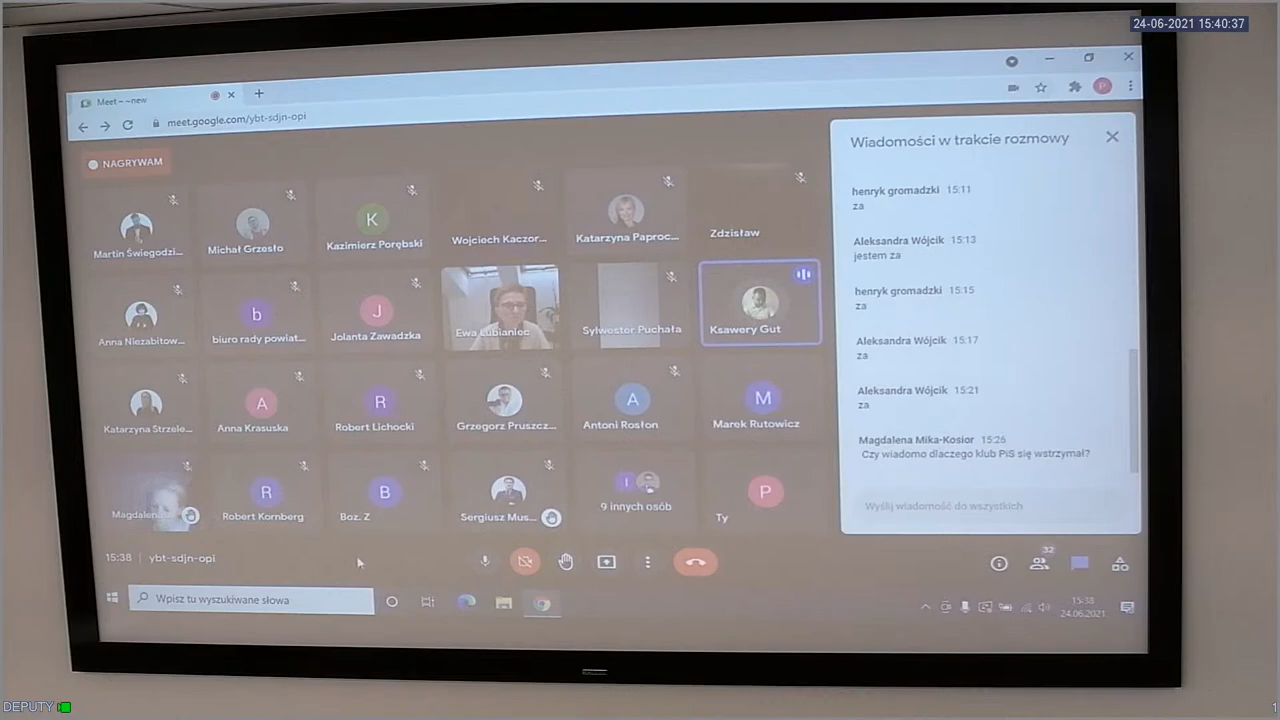 24-06-2021 15:40:37
Meet – ~new
meet.google.com/ybt-sdjn-opi
NAGRYWAM
Martin Świegodzi...
Michał Grzesło
Kazimierz Porębski
Wojciech Kaczor...
Katarzyna Paproc...
Zdzisław
Anna Niezabitow...
b
biuro rady powiat...
J
Jolanta Zawadzka
Ewa Łubianiec
Sylwester Puchała
Ksawery Gut
Katarzyna Strzele...
A
Anna Krasuska
R
Robert Lichocki
Grzegorz Pruszcz...
A
Antoni Rosłon
M
Marek Rutowicz
Magdalena
R
Robert Kornberg
B
Boż. Z
Sergiusz Mus...
I
9 innych osób
P
Ty
K
P
Wiadomości w trakcie rozmowy
henryk gromadzki 15:11
za
Aleksandra Wójcik 15:13
jestem za
henryk gromadzki 15:15
za
Aleksandra Wójcik 15:17
za
Aleksandra Wójcik 15:21
za
Magdalena Mika-Kosior 15:26
Czy wiadomo dlaczego klub PiS się wstrzymał?
Wyślij wiadomość do wszystkich
15:38 | ybt-sdjn-opi
32
Wpisz tu wyszukiwane słowa
15:38
24.06.2021
DEPUTY
1